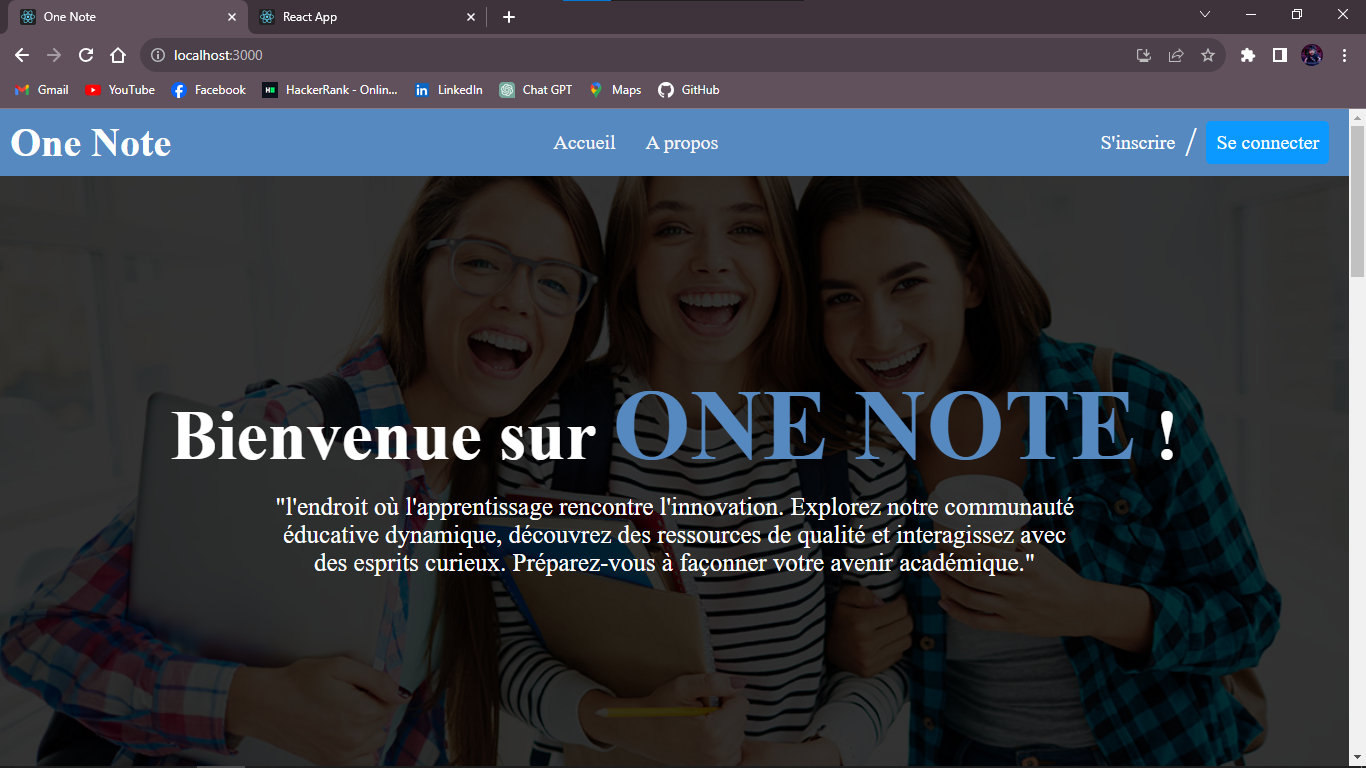 One Note
React App
localhost:3000
Gmail
YouTube
Facebook
HackerRank - Onlin...
LinkedIn
Chat GPT
Maps
GitHub
One Note
Accueil
A propos
S'inscrire /
Se connecter
Bienvenue sur ONE NOTE !
"l'endroit où l'apprentissage rencontre l'innovation. Explorez notre communauté
éducative dynamique, découvrez des ressources de qualité et interagissez avec
des esprits curieux. Préparez-vous à façonner votre avenir académique."